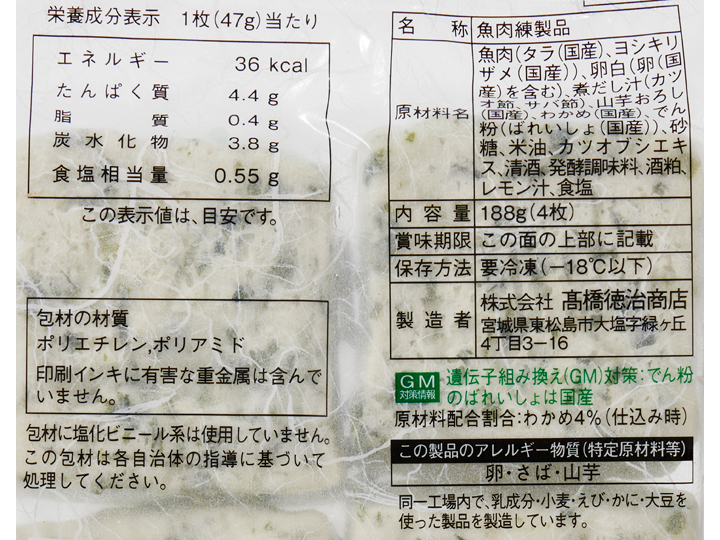 栄養成分表示 1枚(47g)当たり
エネルギー 36 kcal
たんぱく質 4.4 g
脂質 0.4 g
炭水化物 3.8 g
食塩相当量 0.55 g
この表示値は、目安です。
包材の材質
ポリエチレン,ポリアミド
印刷インキに有害な重金属は含んで
いません。
包材に塩化ビニール系は使用していません。
この包材は各自治体の指導に基づいて
処理してください。
名称 魚肉練製品
原材料名 魚肉(タラ(国産)、ヨシキリ
ザメ(国産))、卵白(卵(国
産)を含む)、煮だし汁(カツ
オ節、サバ節)、山芋おろし
(国産)、わかめ(国産)、でん
粉(ばれいしょ(国産))、砂
糖、米油、カツオブシエキ
ス、清酒、発酵調味料、酒粕、
レモン汁、食塩
内容量 188g(4枚)
賞味期限 この面の上部に記載
保存方法 要冷凍(−18℃以下)
製造者 株式会社 髙橋徳治商店
宮城県東松島市大塩字緑ヶ丘
4丁目3−16
GM
対策情報
遺伝子組み換え(GM)対策:でん粉
のばれいしょは国産
原材料配合割合:わかめ4%(仕込み時)
この製品のアレルギー物質(特定原材料等)
卵・さば・山芋
同一工場内で、乳成分・小麦・えび・かに・大豆を
使った製品を製造しています。